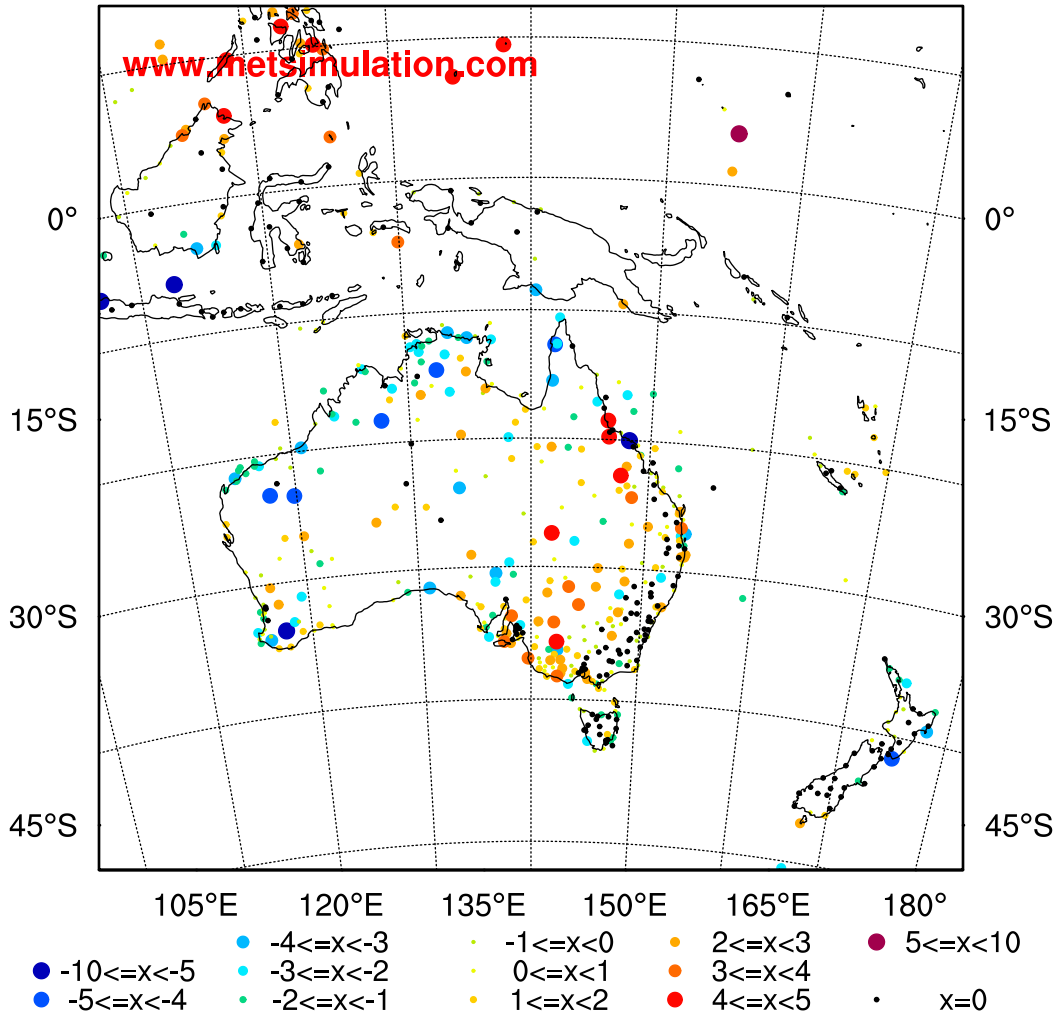 www.metsimulation.com
0° 0°
15°S 15°S
30°S 30°S
45°S 45°S
105°E 120°E 135°E 150°E 165°E 180°
-4<=x<-3 -1<=x<0 2<=x<3 5<=x<10
-10<=x<-5 -3<=x<-2 0<=x<1 3<=x<4
-5<=x<-4 -2<=x<-1 1<=x<2 4<=x<5 x=0